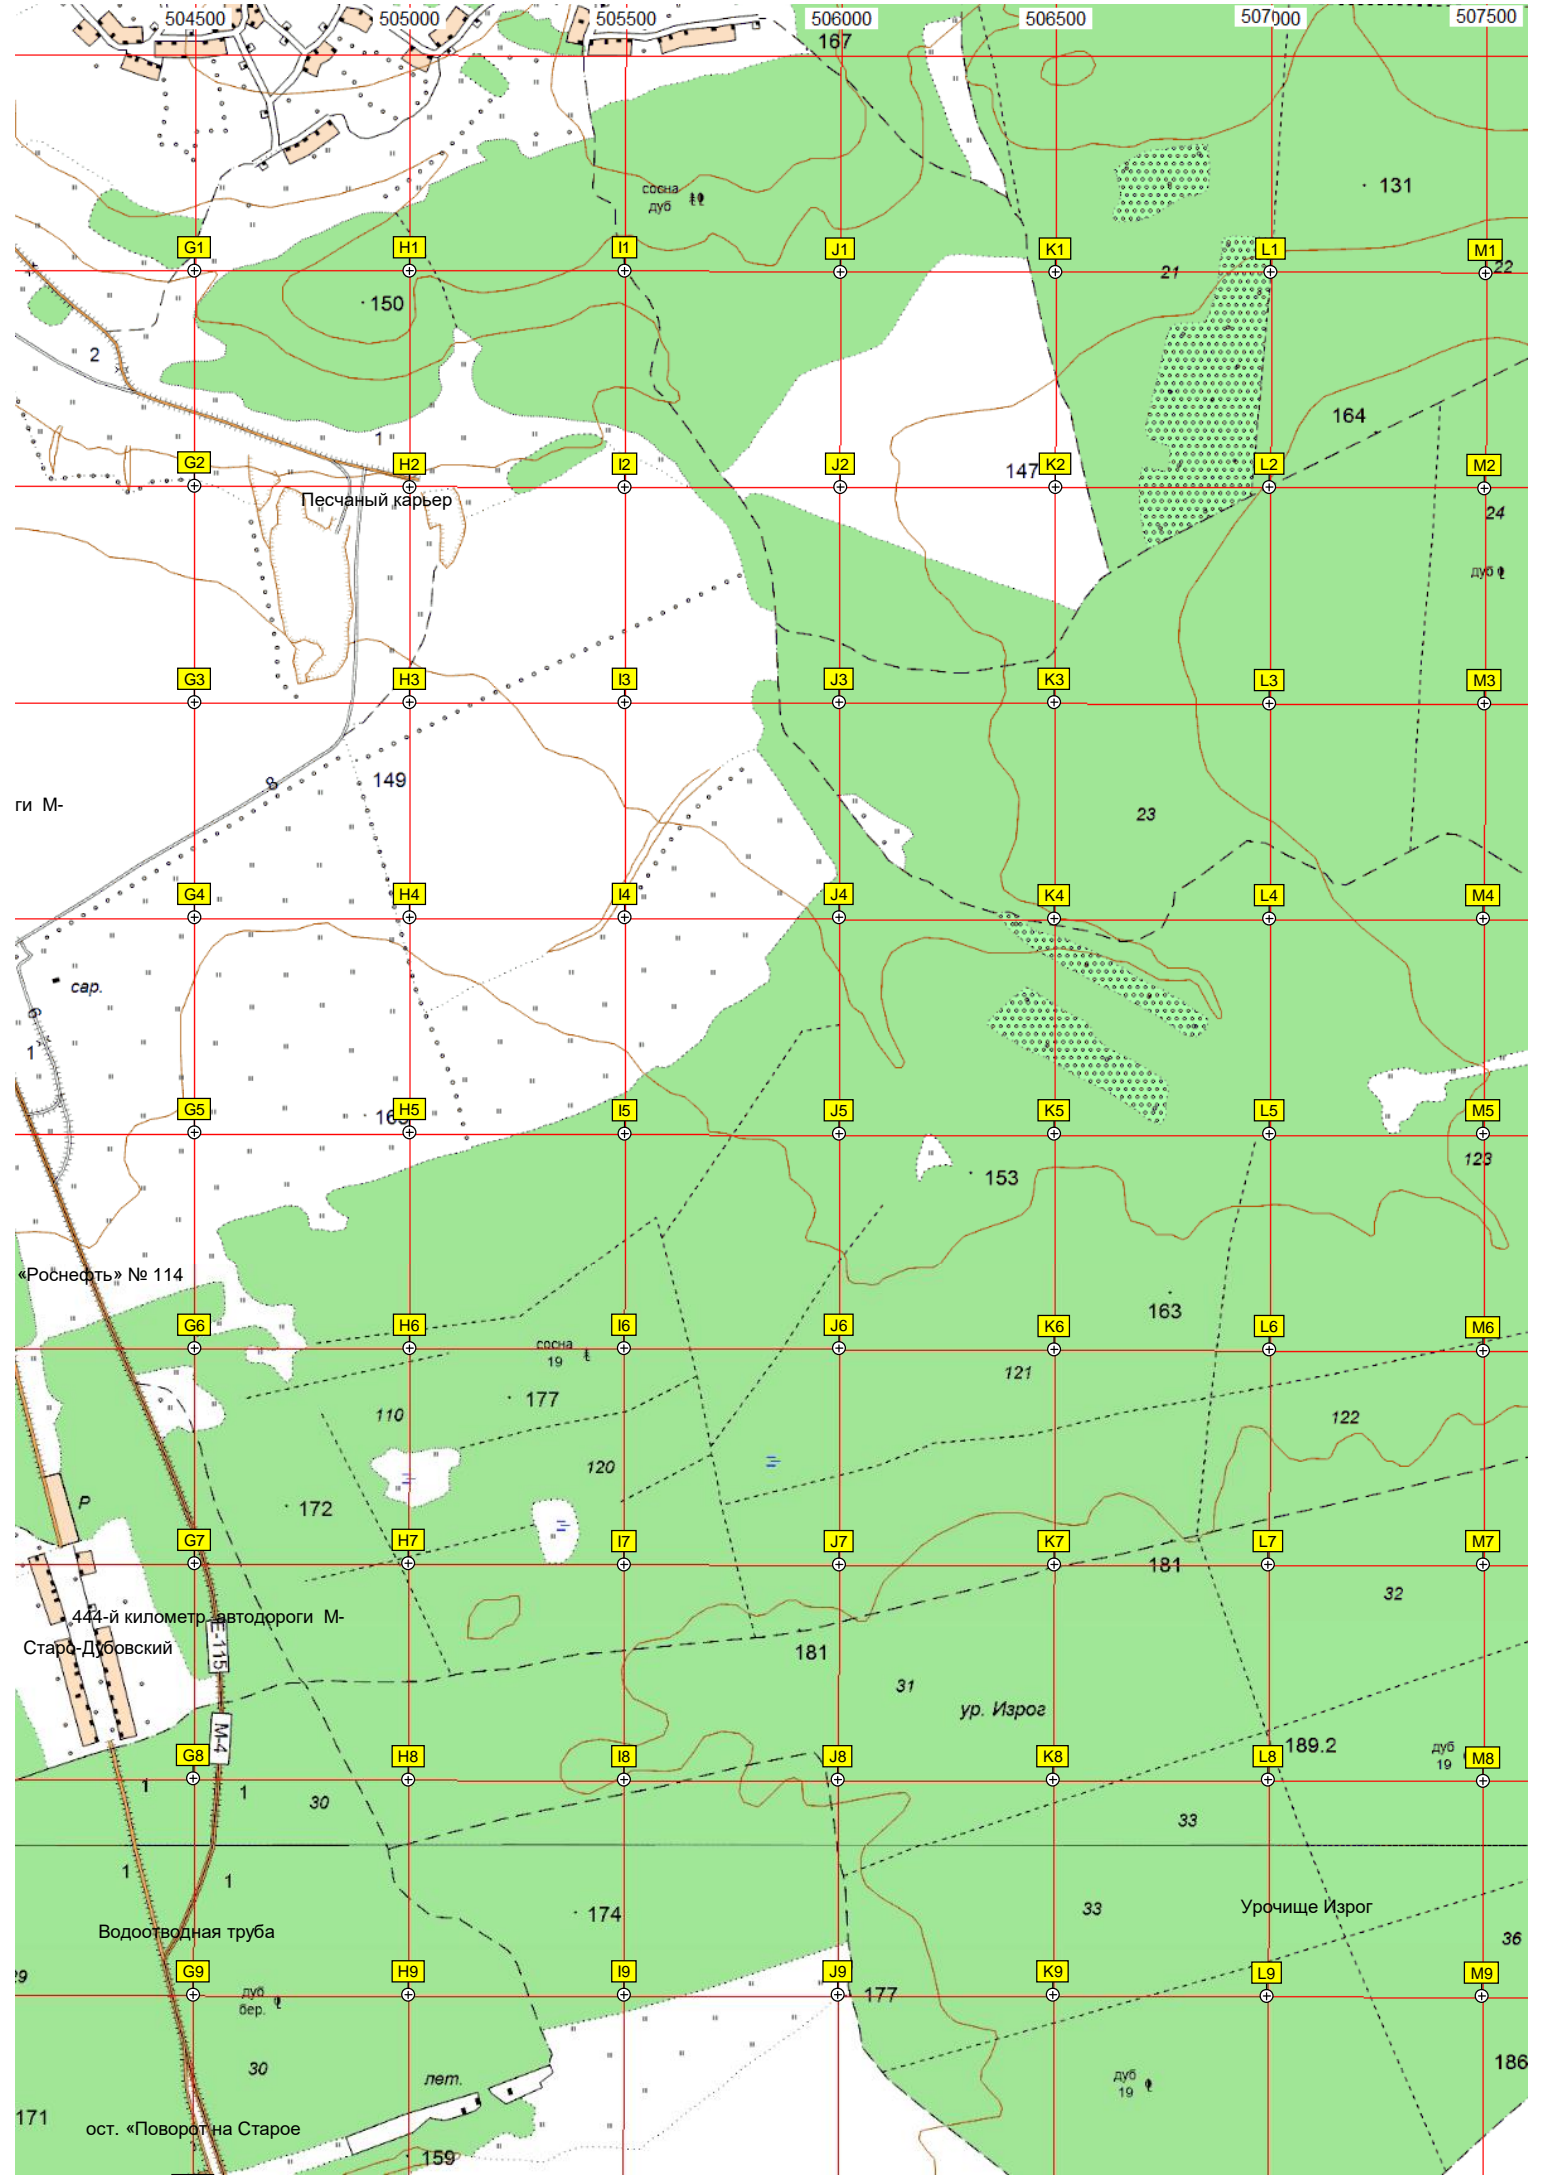 504500 505000 505500 506000 506500 507000 507500
167
сосна
дуб
131
G1 H1 I1 J1 K1 L1 M1
21 22
150
2
164
1
G2 H2 I2 J2 147 K2 L2 M2
Песчаный карьер
24
дуб
G3 H3 I3 J3 K3 L3 M3
8 149
ги М-
23
G4 H4 I4 J4 K4 L4 M4
сар.
6
1
G5 H5 I5 J5 K5 L5 M5
123
153
«Роснефть» № 114
163
G6 H6 I6 J6 K6 L6 M6
сосна
19
121
177
110 122
120
P
172
G7 H7 I7 J7 K7 L7 M7
181
32
444-й километр автодороги М-
E-115
Старо-Дубовский
181
31
ур. Изрог
M-4
189.2
дуб
19
G8 H8 I8 J8 K8 L8 M8
1 1
30
33
1 1
174 33
Урочище Изрог
Водоотводная труба
36
29
G9 H9 I9 J9 K9 L9 M9
дуб
бер.
177
30
лет.
дуб
19
186
171
ост. «Поворот на Старое
1
159